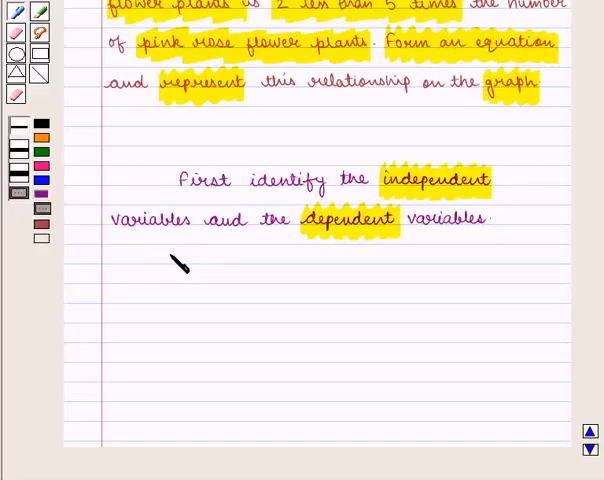 flower plants is 2 less than 5 times the number
of pink rose flower plants. Form an equation
and represent this relationship on the graph
First identify the independent
variables and the dependent variables.